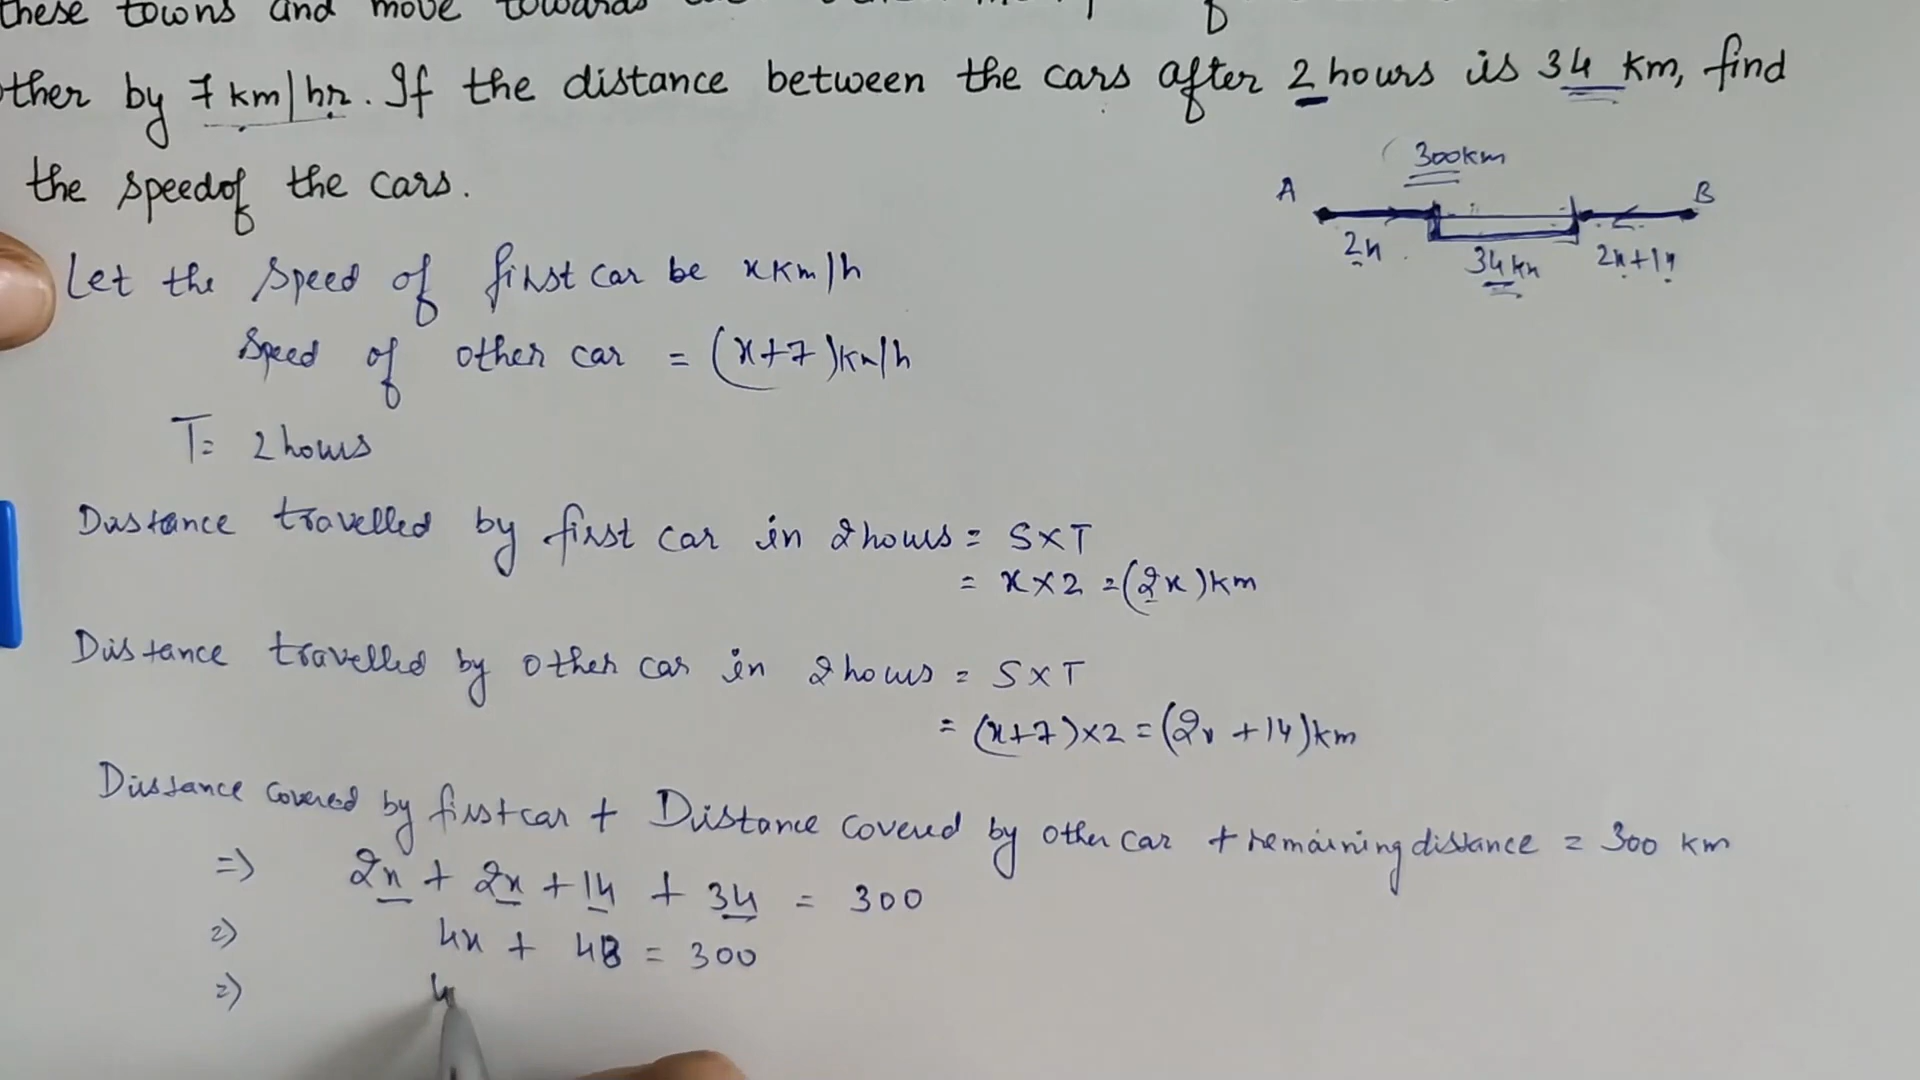 these towns and move towards
ther by 7 km/hr. If the distance between the cars after 2 hours is 34 km, find
the speed of the cars.
300km
A
B
2x
34 km
2x+14
Let the speed of first car be x km/h
Speed of other car = (x+7) km/h
T= 2 hours
Distance travelled by first car in 2 hours = S×T
= x×2 = (2x) km
Distance travelled by other car in 2 hours = S×T
= (x+7)×2 = (2x +14) km
Distance covered by first car + Distance covered by other car + remaining distance = 300 km
=> 2x + 2x + 14 + 34 = 300
=> 4x + 48 = 300
=> 4